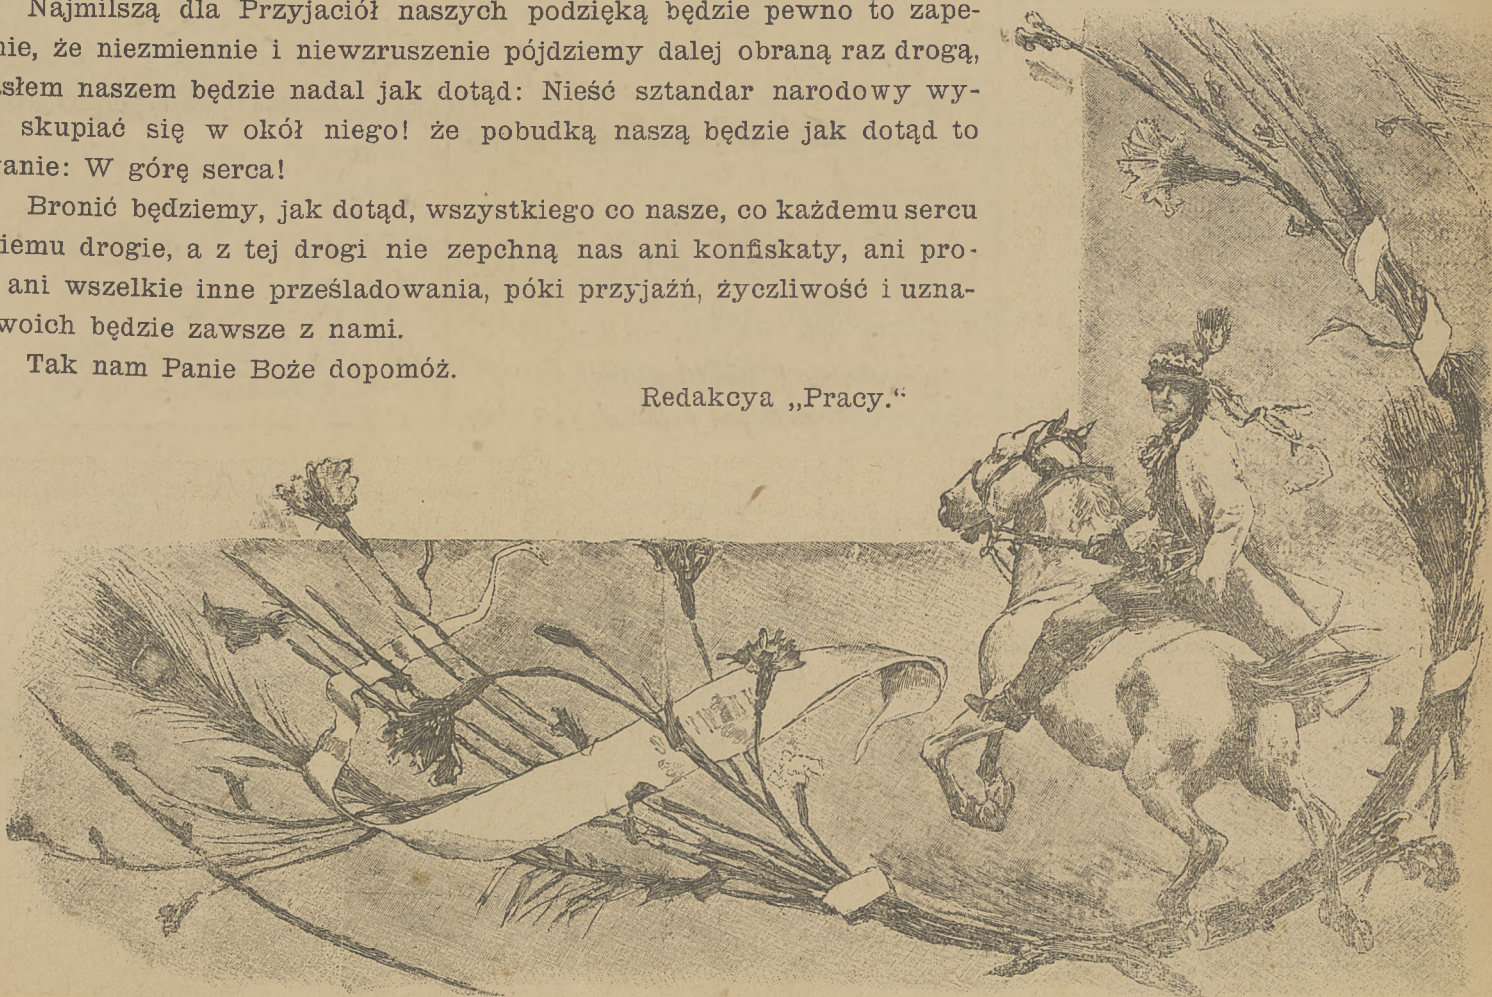 Najmilszą dla Przyjaciół naszych podzięką będzie pewno to zape-
nie, że niezmiennie i niewzruszenie pójdziemy dalej obraną raz drogą,
słem naszem będzie nadal jak dotąd: Nieść sztandar narodowy wy-
skupiać się w okół niego! że pobudką naszą będzie jak dotąd to
anie: W górę serca!
Bronić będziemy, jak dotąd, wszystkiego co nasze, co każdemu sercu
iemu drogie, a z tej drogi nie zepchną nas ani konfiskaty, ani pro-
ani wszelkie inne prześladowania, póki przyjaźń, życzliwość i uzna-
woich będzie zawsze z nami.
Tak nam Panie Boże dopomóż.
Redakcya „Pracy.“